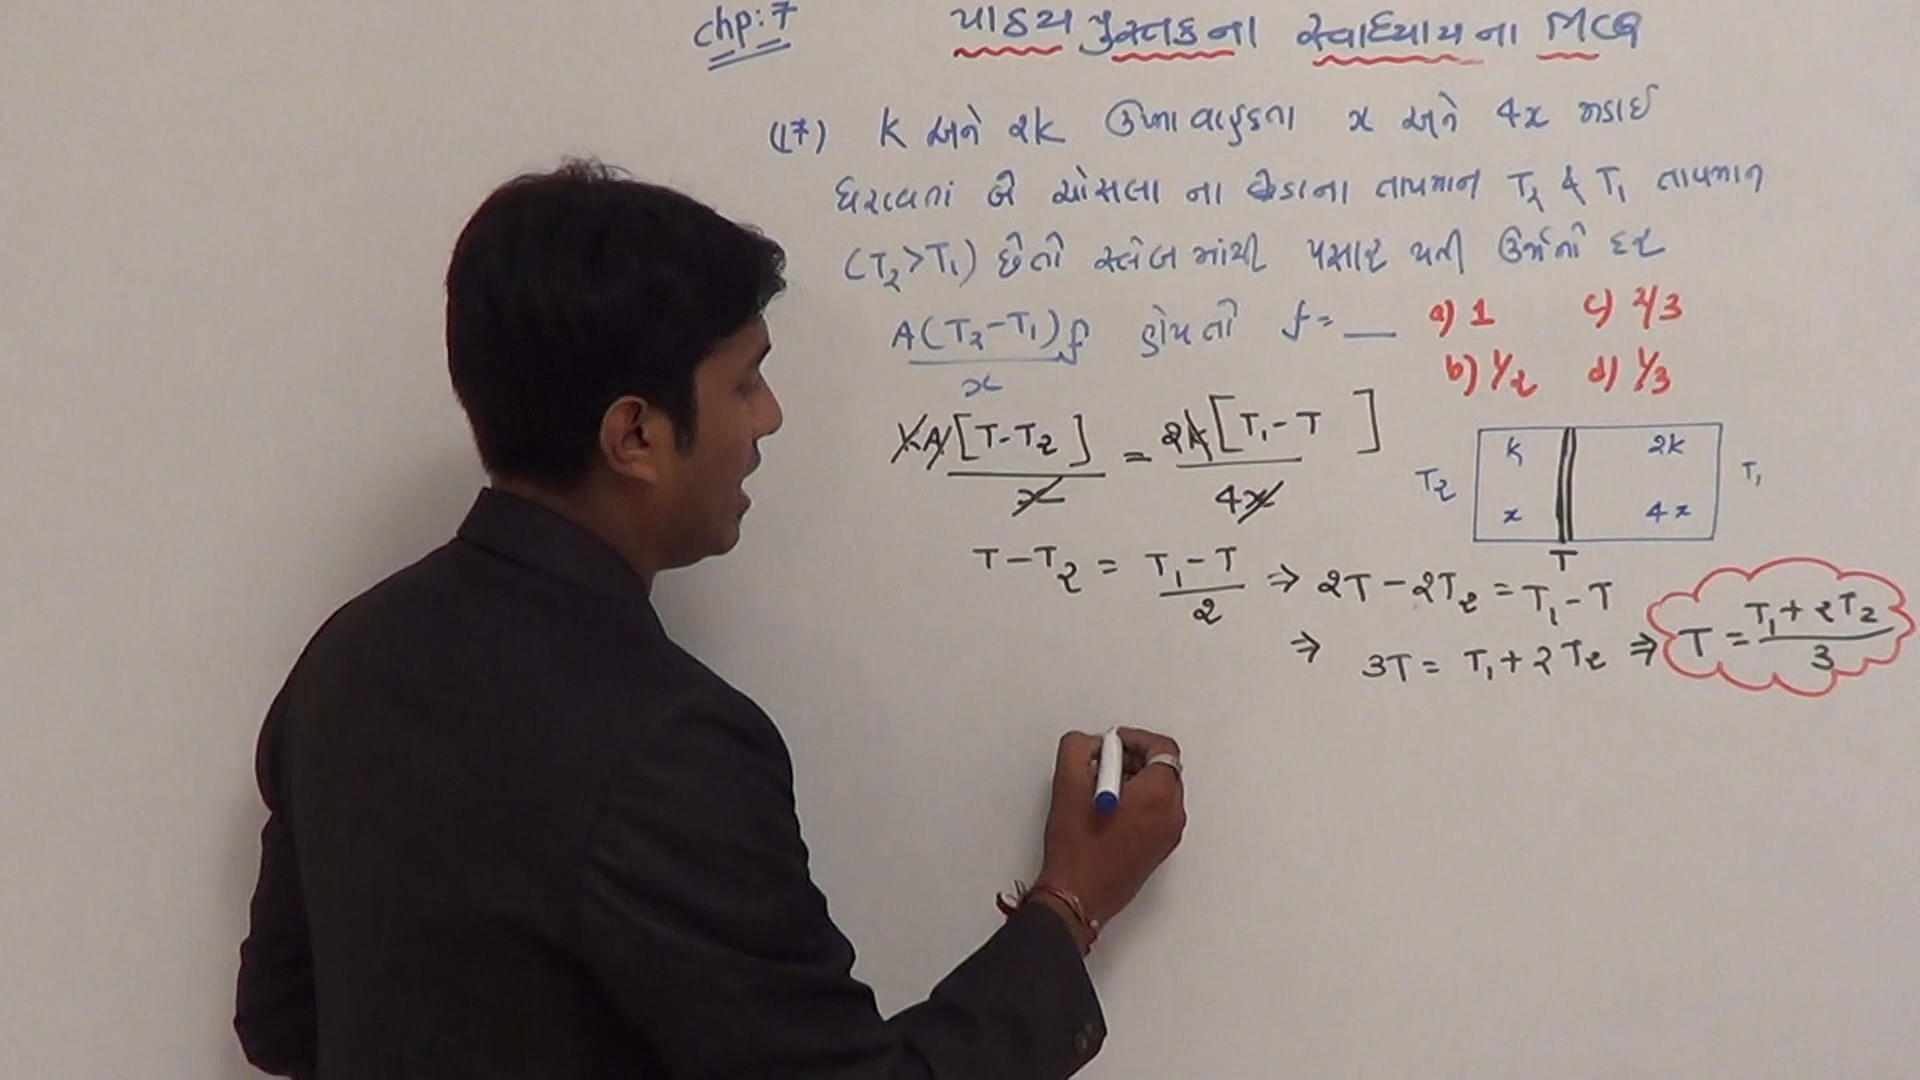 chp:7
પાઠય પુસ્તકના સ્વાધ્યાયના MCQ
(17) K અને 2K ઉષ્માવાહકતા x અને 4x જાડાઈ
ધરાવતાં બે ચોસલા ના છેડાના તાપમાન T₂ & T₁ તાપમાન
(T₂>T₁) છે તો સ્લેબ માંથી પસાર થતી ઉર્જાનો દર
A(T₂-T₁)f / x હોય તો f= __
a) 1 c) 2/3
b) 1/2 d) 1/3
KA[T-T₂] / x = 2K[T₁-T] / 4x
T₂ K 2K T₁
x 4x
T
T-T₂ = T₁-T / 2 ⇒ 2T-2T₂ = T₁-T
⇒ 3T = T₁+2T₂ ⇒ T = T₁+2T₂ / 3